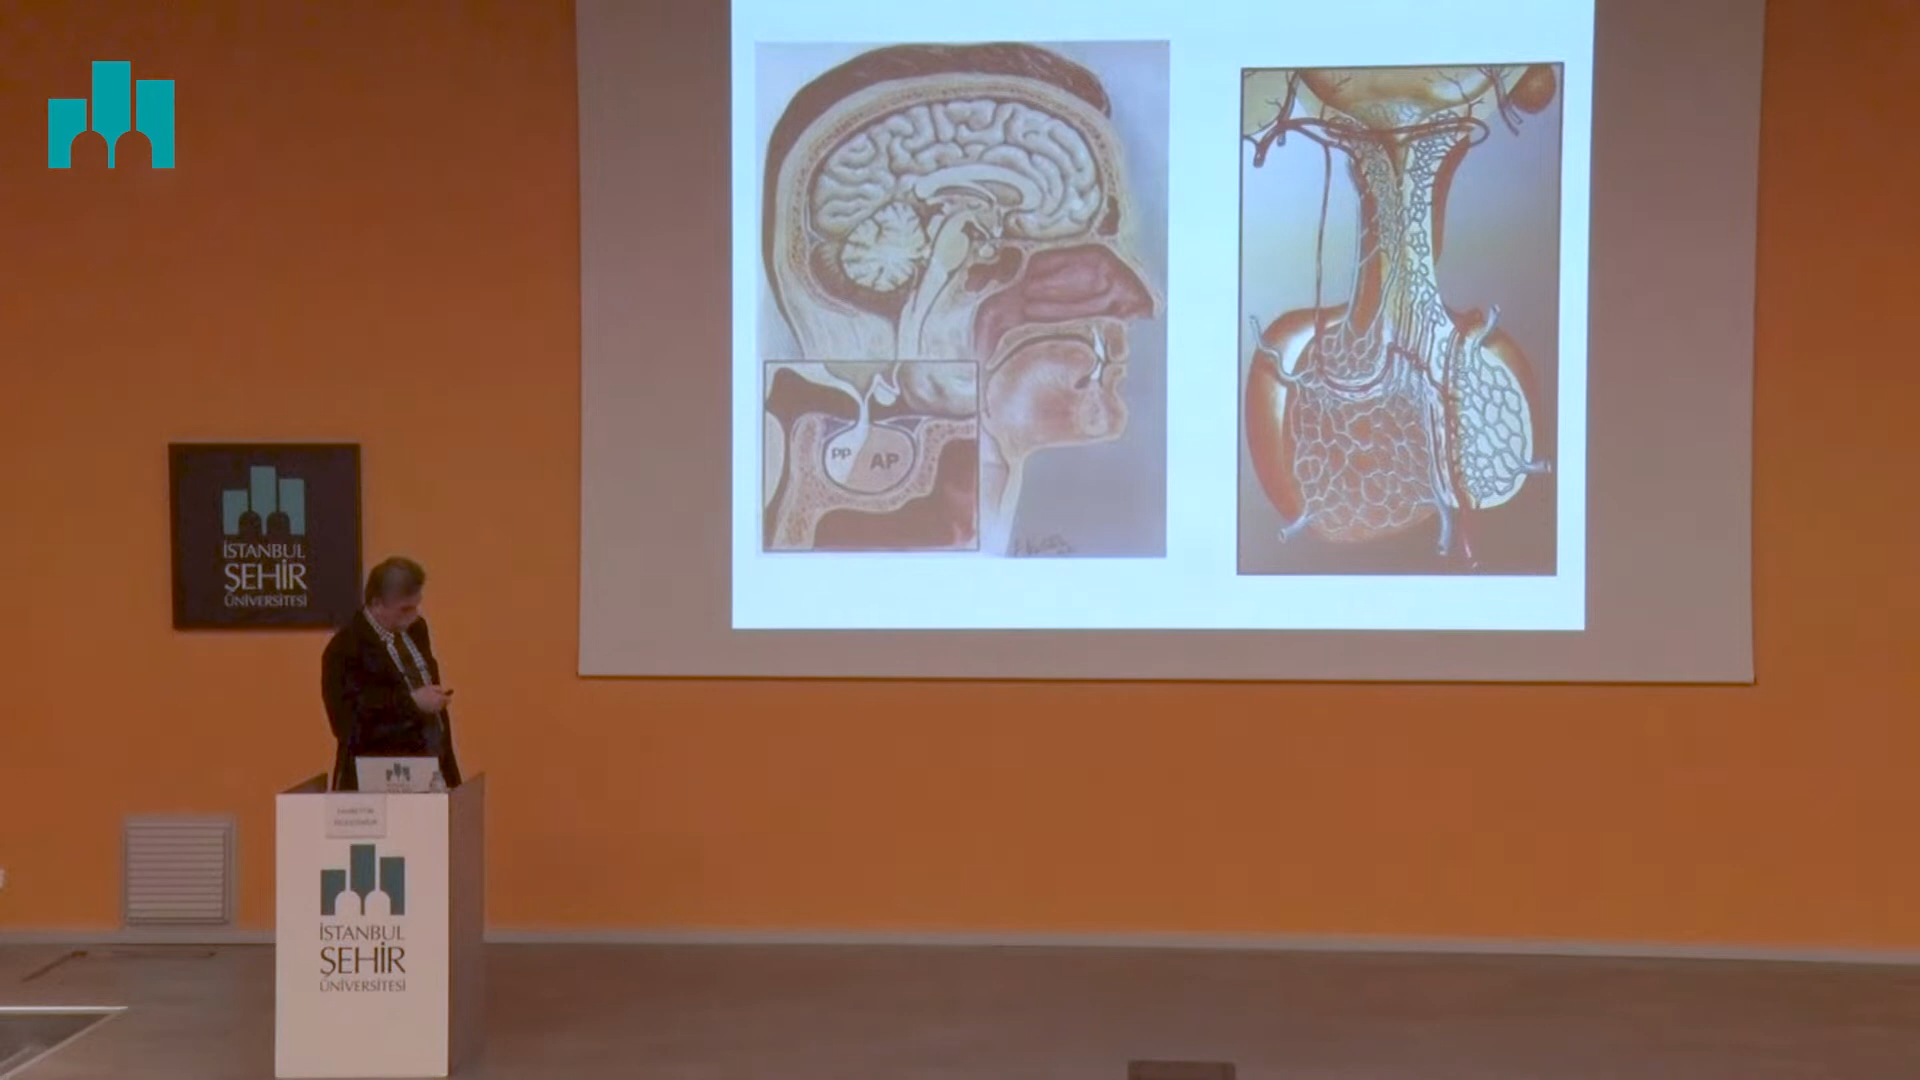 PP
AP
İSTANBUL
ŞEHİR
ÜNİVERSİTESİ
İSTANBUL
ŞEHİR
ÜNİVERSİTESİ